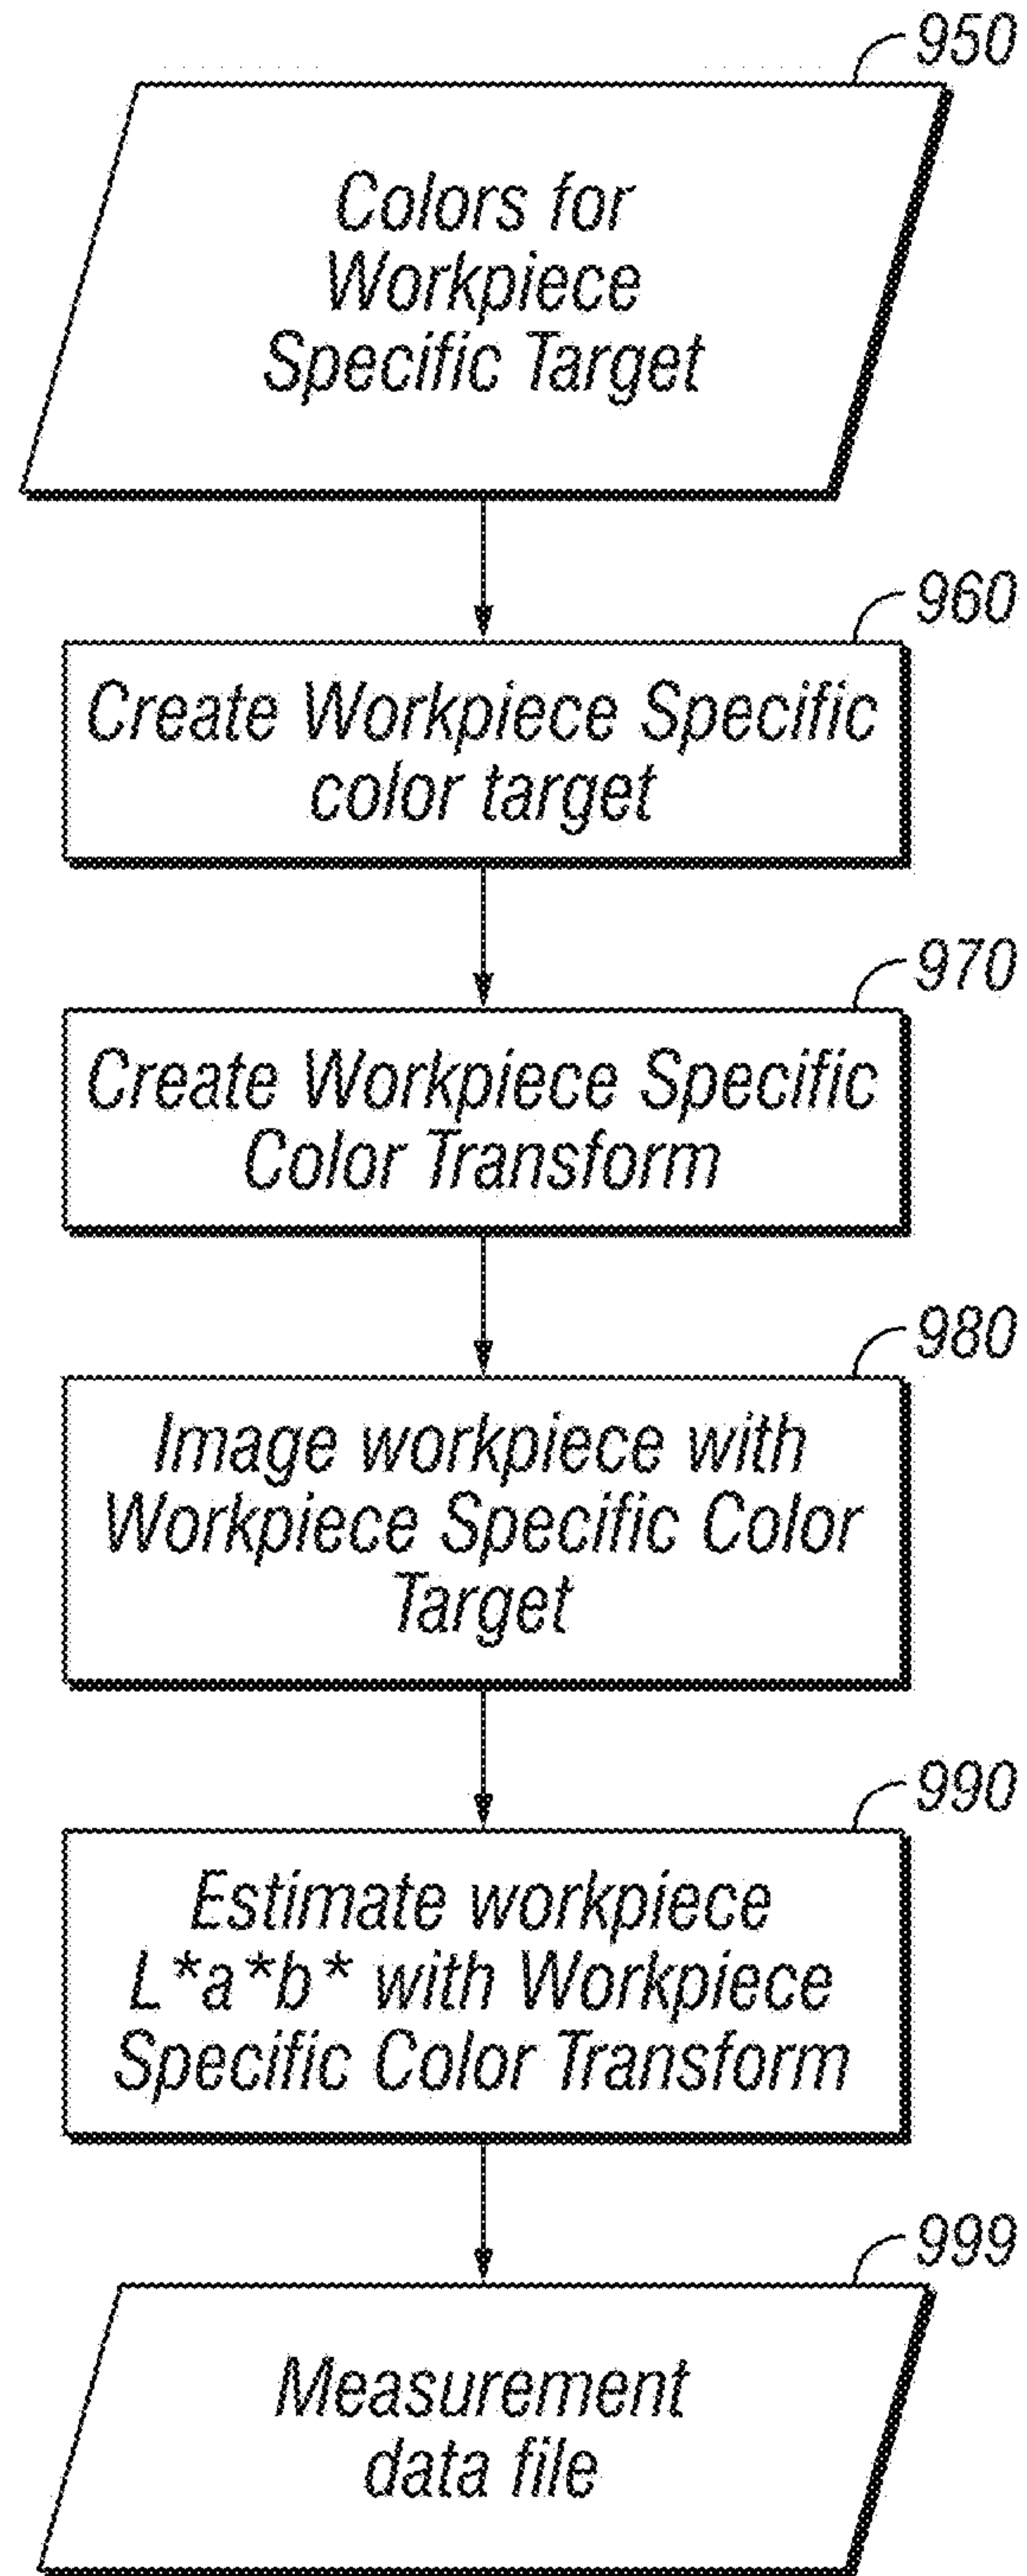 950
Colors for
Workpiece
Specific Target
960
Create Workpiece Specific
color target
970
Create Workpiece Specific
Color Transform
980
Image workpiece with
Workpiece Specific Color
Target
990
Estimate workpiece
L*a*b* with Workpiece
Specific Color Transform
999
Measurement
data file